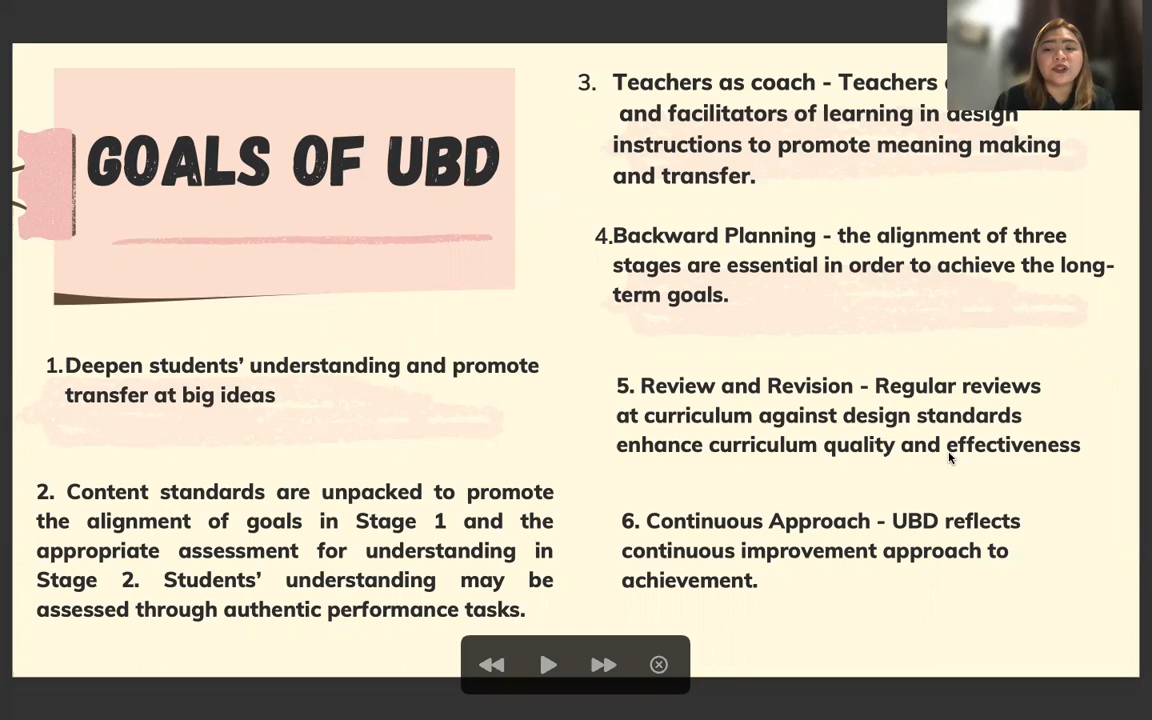 GOALS OF UBD
1. Deepen students’ understanding and promote
transfer at big ideas
2. Content standards are unpacked to promote
the alignment of goals in Stage 1 and the
appropriate assessment for understanding in
Stage 2. Students’ understanding may be
assessed through authentic performance tasks.
3. Teachers as coach - Teachers
and facilitators of learning in design
instructions to promote meaning making
and transfer.
4. Backward Planning - the alignment of three
stages are essential in order to achieve the long-
term goals.
5. Review and Revision - Regular reviews
at curriculum against design standards
enhance curriculum quality and effectiveness
6. Continuous Approach - UBD reflects
continuous improvement approach to
achievement.